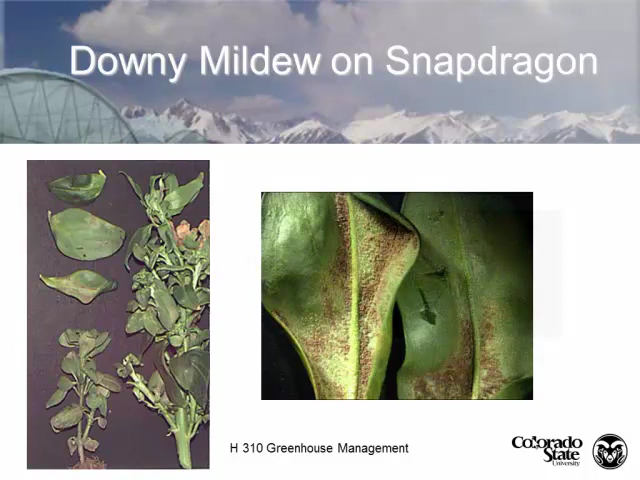 Downy Mildew on Snapdragon
H 310 Greenhouse Management
Colorado
State
University